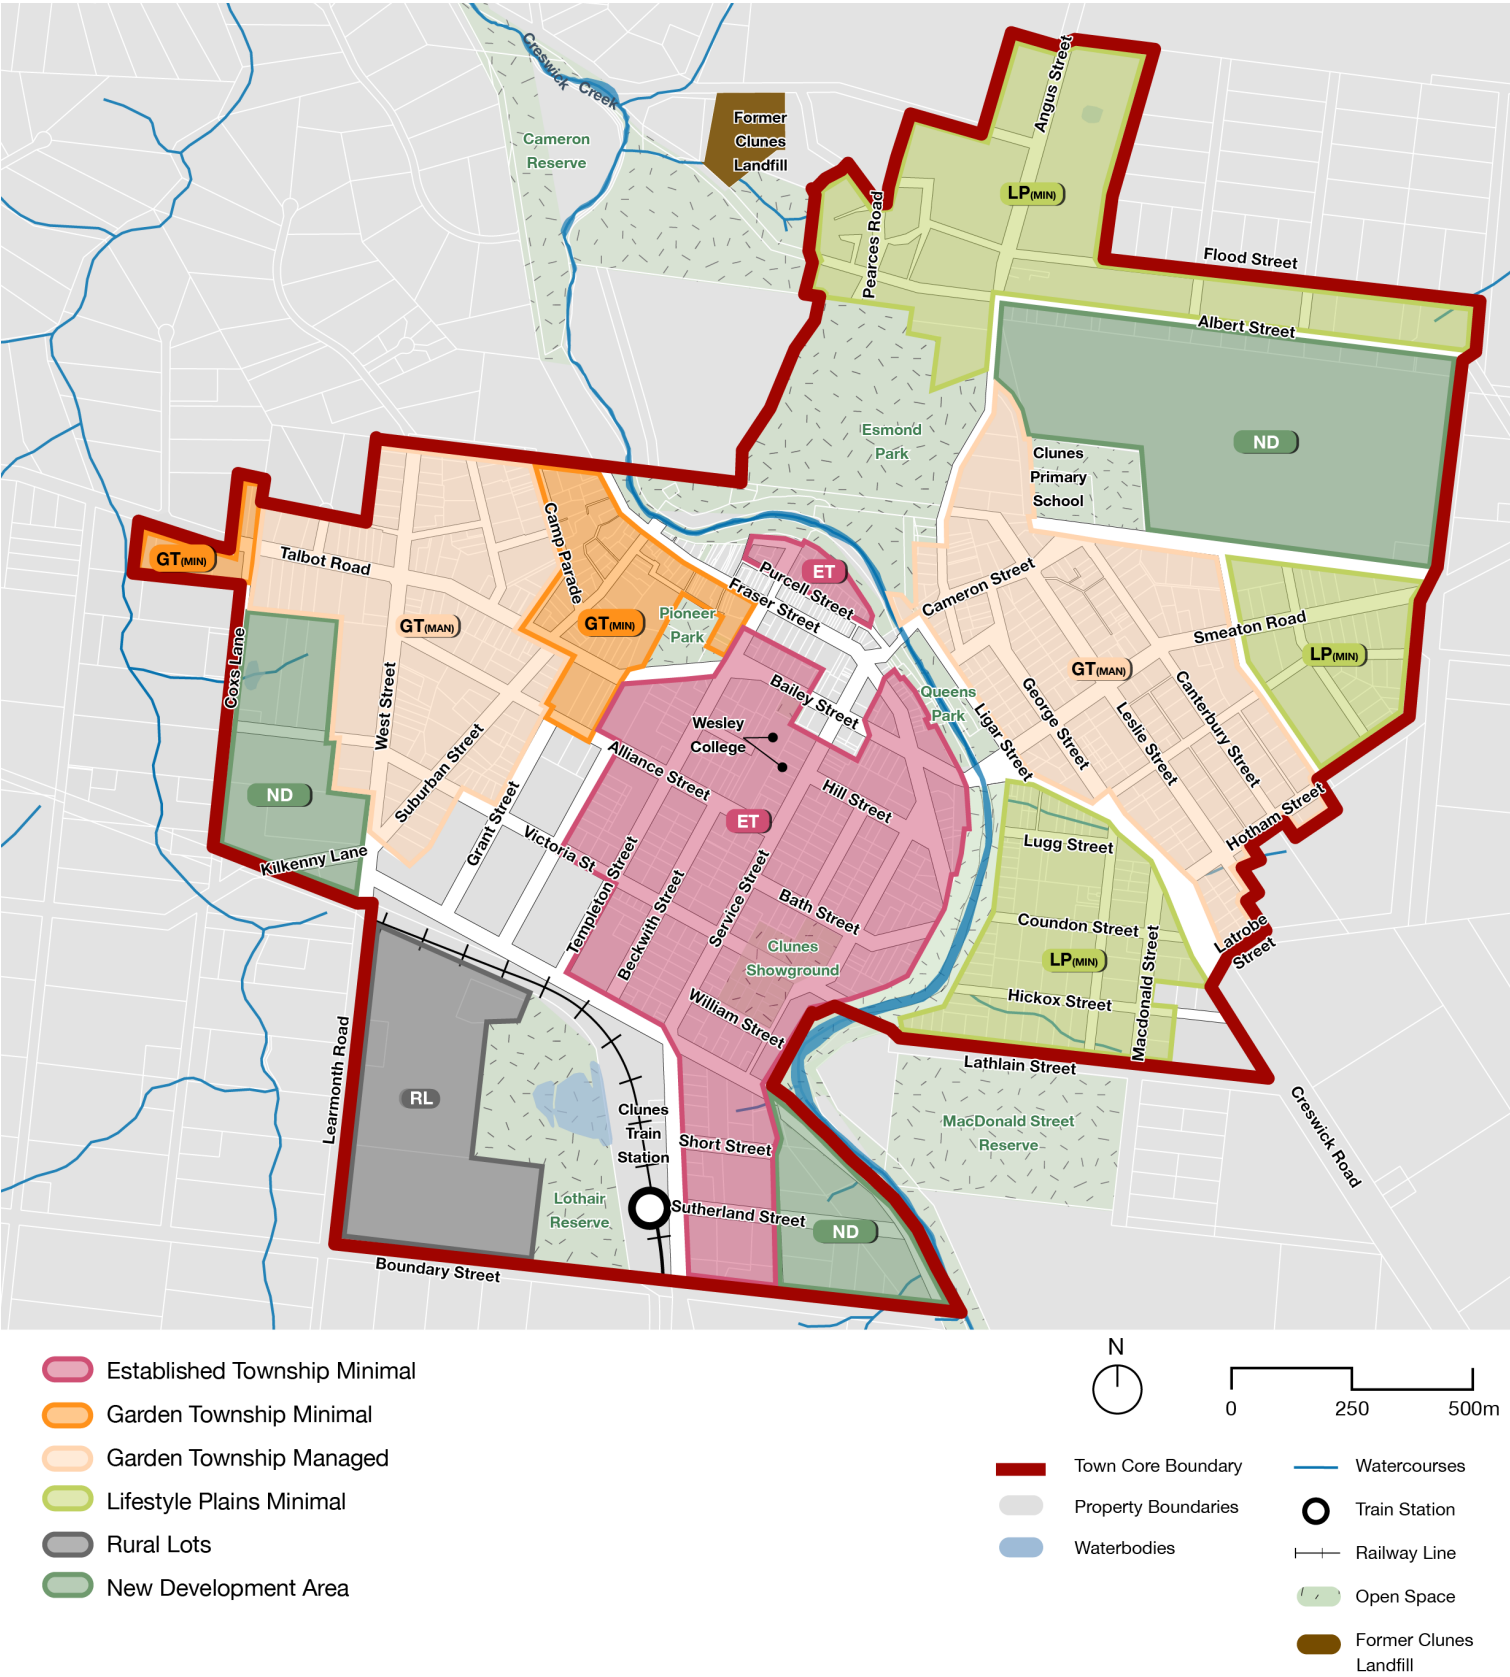 Creswick
Creek
Cameron
Reserve
Former
Clunes
Landfill
Angus Street
LP(MIN)
Pearces Road
Flood Street
Albert Street
Esmond
Park
ND
Clunes
Primary
School
GT(MIN)
Talbot Road
Camp Parade
GT(MAN)
GT(MIN)
Pioneer
Park
Purcell Street
ET
Fraser Street
Cameron Street
Smeaton Road
LP(MIN)
GT(MAN)
Coxs Lane
West Street
Suburban Street
Bailey Street
Queens
Park
Ligar Street
George Street
Leslie Street
Canterbury Street
Wesley
College
Alliance Street
Hill Street
ET
ND
Kilkenny Lane
Grant Street
Victoria St
Templeton Street
Beckwith Street
Service Street
Bath Street
Clunes
Showground
William Street
Hotham Street
Lugg Street
Coundon Street
LP(MIN)
Hickox Street
Macdonald Street
Latrobe
Street
Lathlain Street
Learmonth Road
RL
Clunes
Train
Station
Short Street
Sutherland Street
Lothair
Reserve
ND
MacDonald Street
Reserve
Creswick Road
Boundary Street
Established Township Minimal
Garden Township Minimal
Garden Township Managed
Lifestyle Plains Minimal
Rural Lots
New Development Area
N
0 250 500m
Town Core Boundary
Property Boundaries
Waterbodies
Watercourses
Train Station
Railway Line
Open Space
Former Clunes
Landfill